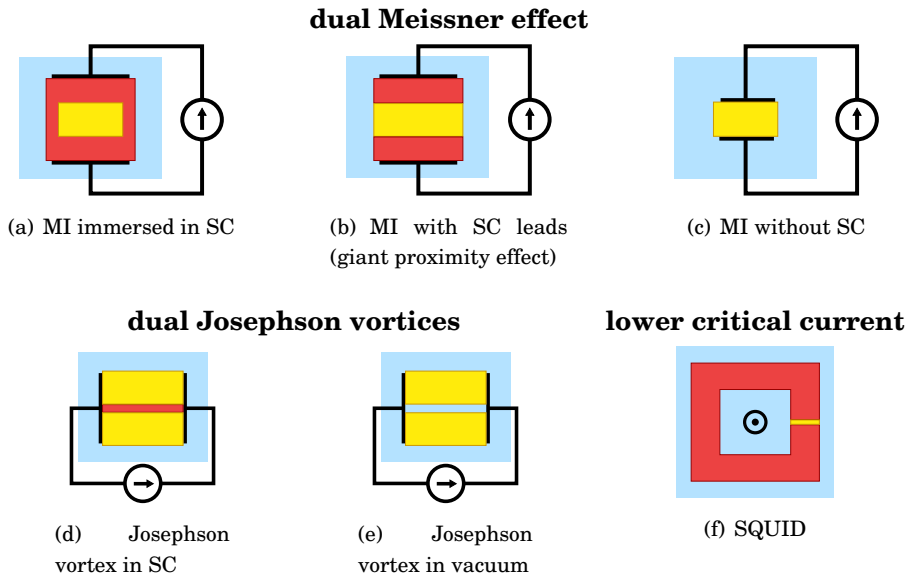 dual Meissner effect
(a) MI immersed in SC
(b) MI with SC leads
(giant proximity effect)
(c) MI without SC
dual Josephson vortices
lower critical current
(d) Josephson
vortex in SC
(e) Josephson
vortex in vacuum
(f) SQUID